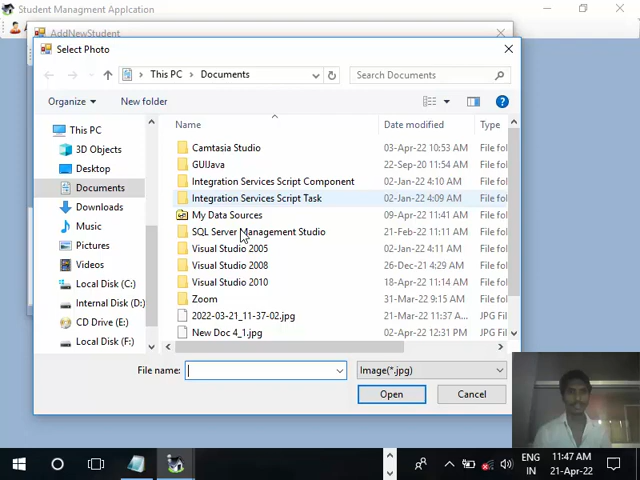 Student Managment Applcation
AddNewStudent
Select Photo
This PC
Documents
Search Documents
Organize
New folder
Name
Date modified
Type
This PC
3D Objects
Desktop
Documents
Downloads
Music
Pictures
Videos
Local Disk (C:)
Internal Disk (D:)
CD Drive (E:)
Local Disk (F:)
Camtasia Studio 03-Apr-22 10:53 AM File fol
GUIJava 22-Sep-20 11:54 AM File fol
Integration Services Script Component 02-Jan-22 4:10 AM File fol
Integration Services Script Task 02-Jan-22 4:09 AM File fol
My Data Sources 09-Apr-22 11:41 AM File fol
SQL Server Management Studio 21-Feb-22 11:11 AM File fol
Visual Studio 2005 02-Jan-22 4:11 AM File fol
Visual Studio 2008 26-Dec-21 4:29 AM File fol
Visual Studio 2010 18-Apr-22 11:14 AM File fol
Zoom 31-Mar-22 9:15 AM File fol
2022-03-21_11-37-02.jpg 21-Mar-22 11:37 AM JPG File
New Doc 4_1.jpg 02-Apr-22 12:31 PM JPG File
File name:
Image(*.jpg)
Open
Cancel
ENG
IN
11:47 AM
21-Apr-22